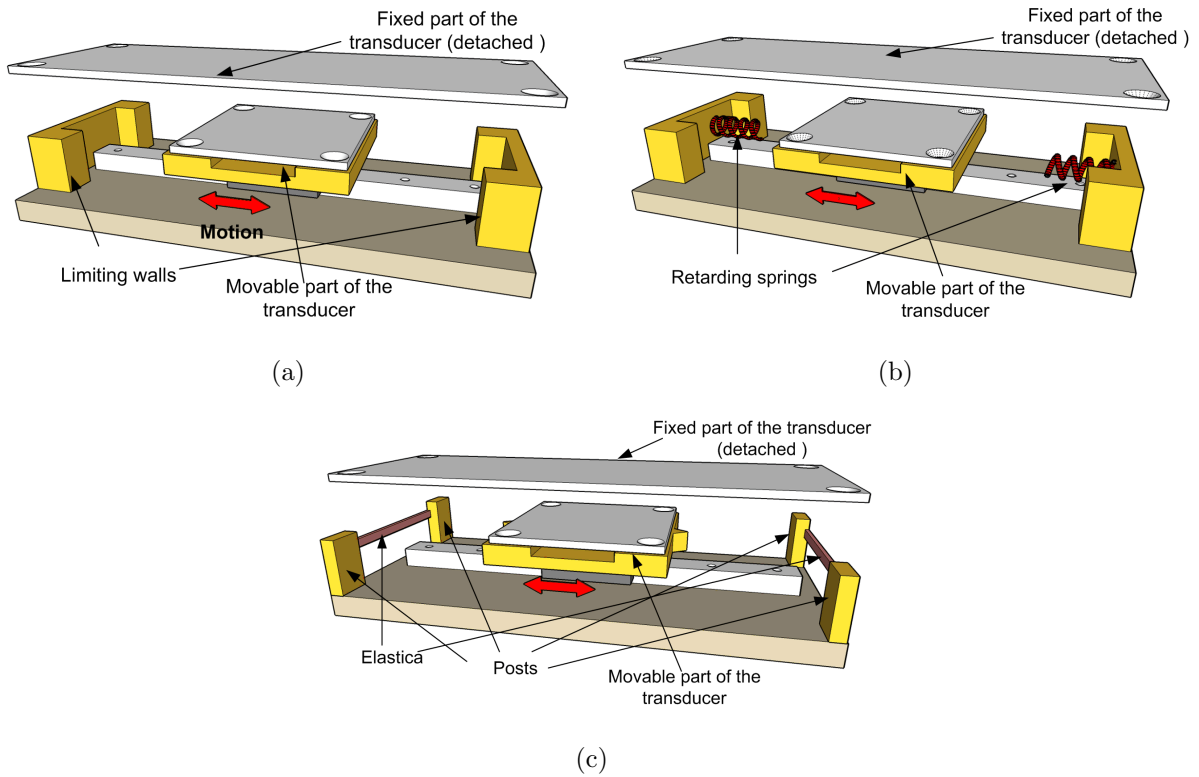 Fixed part of the
transducer (detached )
Motion
Limiting walls
Movable part of the
transducer
(a)
Fixed part of the
transducer (detached )
Retarding springs
Movable part of the
transducer
(b)
Fixed part of the transducer
(detached )
Elastica
Posts
Movable part of the
transducer
(c)